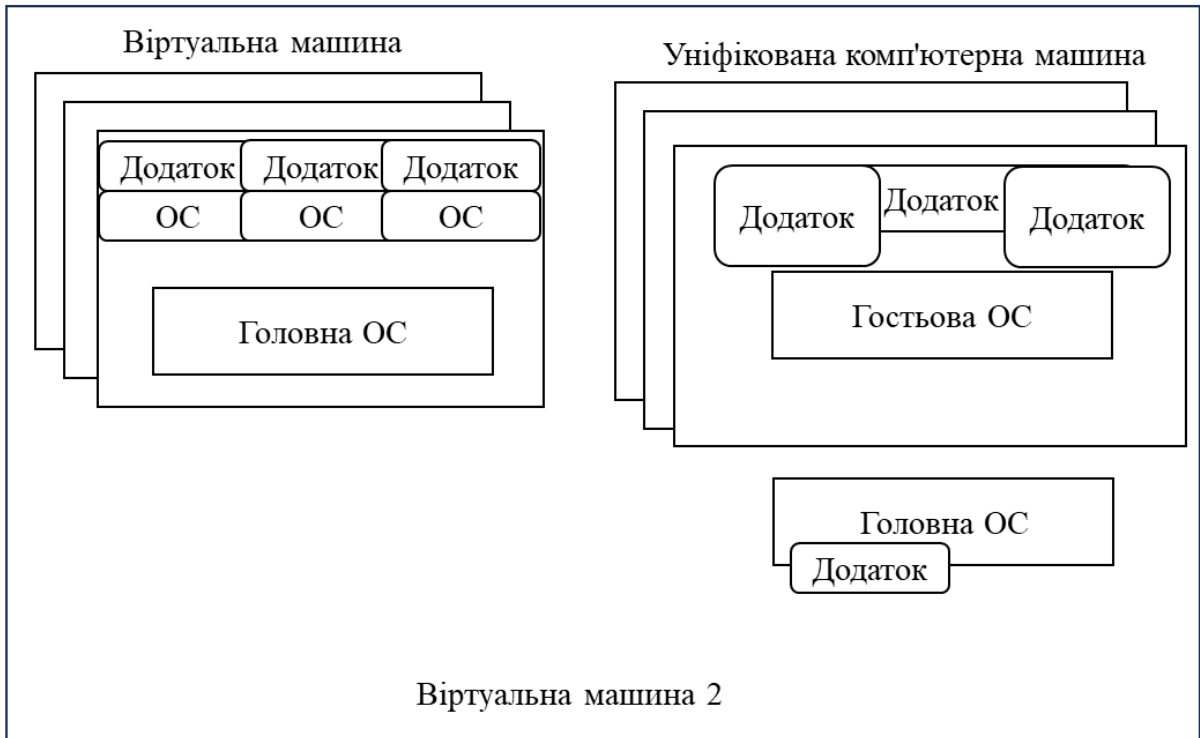 Віртуальна машина
Уніфікована комп'ютерна машина
Додаток Додаток Додаток
ОС ОС ОС
Головна ОС
Додаток Додаток Додаток
Гостьова ОС
Головна ОС
Додаток
Віртуальна машина 2